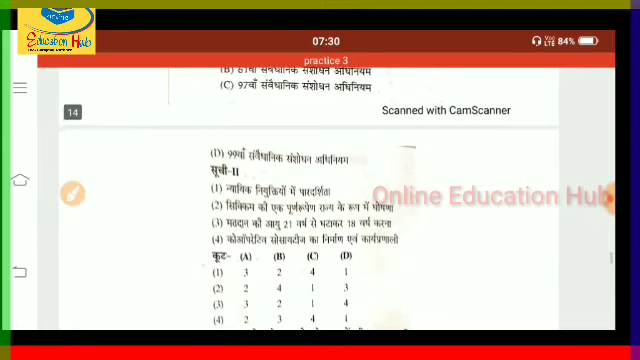 Education Hub
07:30
84%
practice 3
(B) 61वाँ संवैधानिक संशोधन अधिनियम
(C) 97वाँ संवैधानिक संशोधन अधिनियम
14
Scanned with CamScanner
(D) 99वाँ संवैधानिक संशोधन अधिनियम
सूची-II
(1) न्यायिक नियुक्तियों में पारदर्शिता
Online Education Hub
(2) सिक्किम की एक पूर्णरूपेण राज्य के रूप में घोषणा
(3) मतदान की आयु 21 वर्ष से घटाकर 18 वर्ष करना
(4) कोऑपरेटिव सोसायटीज का निर्माण एवं कार्यप्रणाली
कूट- (A) (B) (C) (D)
(1) 3 2 4 1
(2) 2 4 1 3
(3) 3 2 1 4
(4) 2 3 4 1